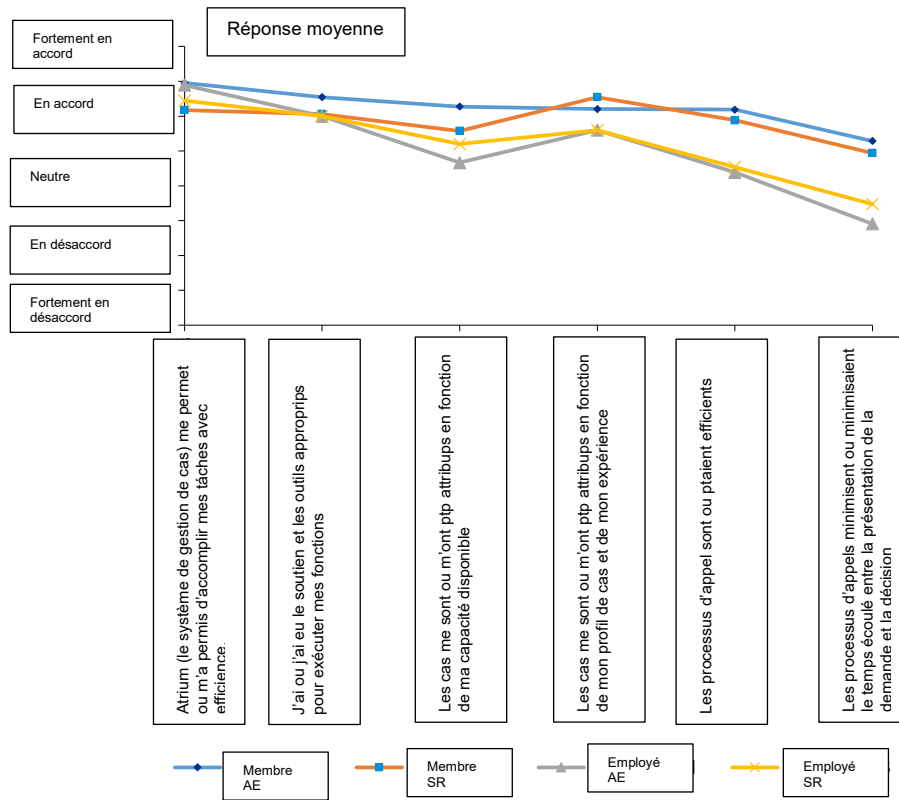 Réponse moyenne
Fortement en
accord
En accord
Neutre
En désaccord
Fortement en
désaccord
Atrium (le système de gestion de cas) me permet
ou m'a permis d'accomplir mes tâches avec
efficience.
J'ai ou j'ai eu le soutien et les outils approprips
pour exécuter mes fonctions
Les cas me sont ou m'ont ptp attribups en fonction
de ma capacité disponible
Les cas me sont ou m'ont ptp attribups en fonction
de mon profil de cas et de mon expérience
Les processus d'appel sont ou ptaient efficients
Les processus d'appels minimisent ou minimisaient
le temps écoulé entre la présentation de la
demande et la décision
Membre
AE
Membre
SR
Employé
AE
Employé
SR